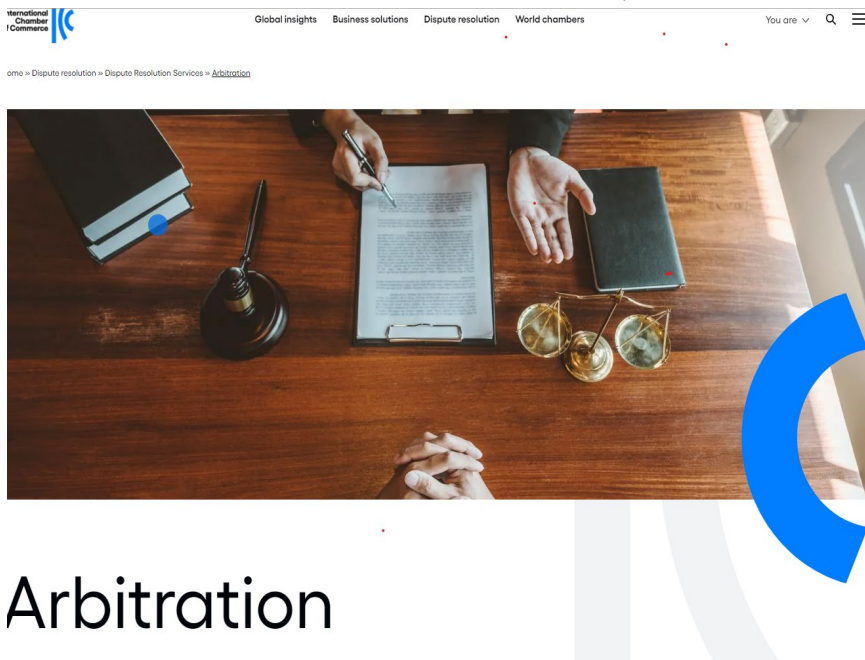 nternational
Chamber
f Commerce
Global insights
Business solutions
Dispute resolution
World chambers
You are
ome » Dispute resolution » Dispute Resolution Services » Arbitration
Arbitration